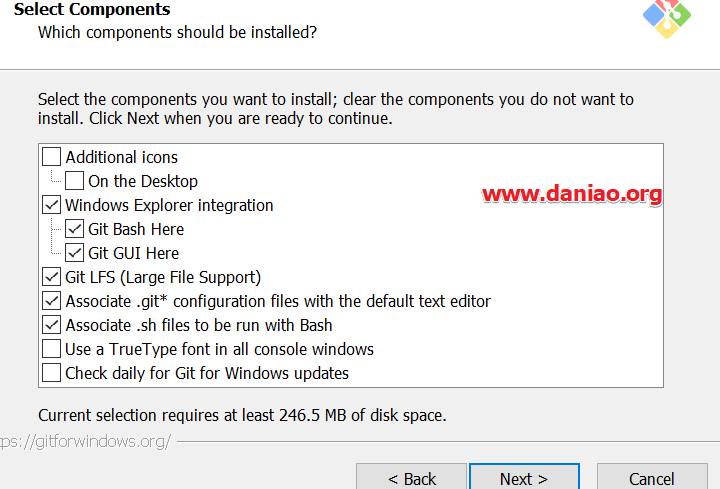 Select Components
Which components should be installed?
Select the components you want to install; clear the components you do not want to
install. Click Next when you are ready to continue.
Additional icons
On the Desktop
www.daniao.org
Windows Explorer integration
Git Bash Here
Git GUI Here
Git LFS (Large File Support)
Associate .git* configuration files with the default text editor
Associate .sh files to be run with Bash
Use a TrueType font in all console windows
Check daily for Git for Windows updates
Current selection requires at least 246.5 MB of disk space.
ps://gitforwindows.org/
< Back
Next >
Cancel